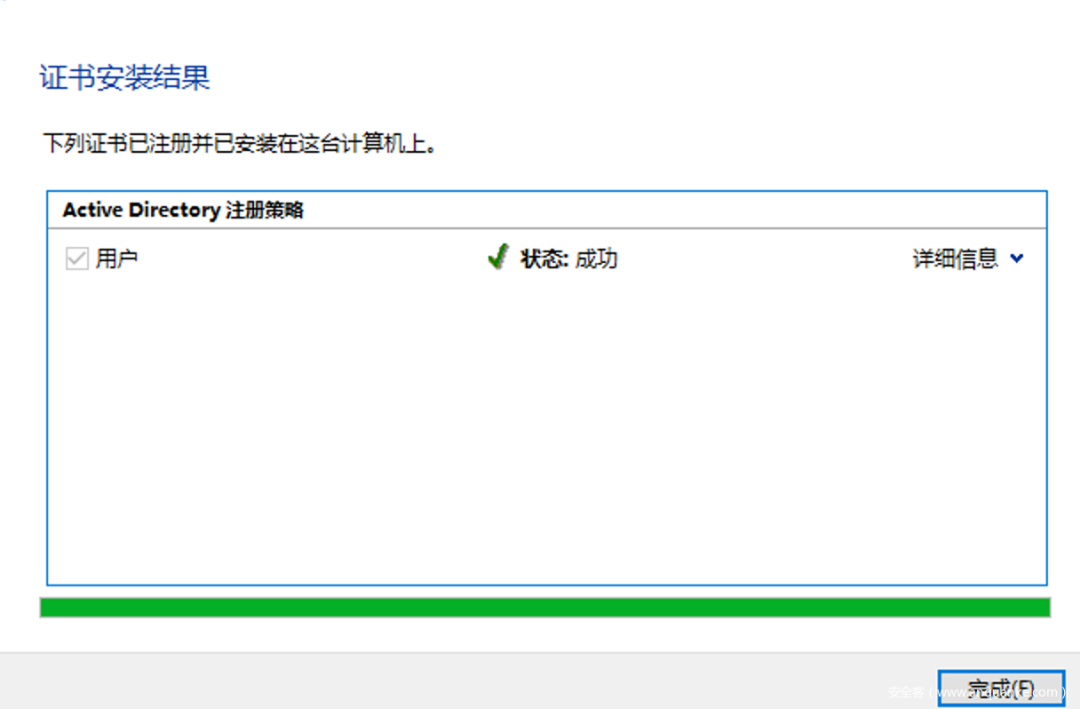 证书安装结果
下列证书已注册并已安装在这台计算机上。
Active Directory 注册策略
用户
状态: 成功
详细信息
完成(F)
安全客 ( www.anquanke.com )